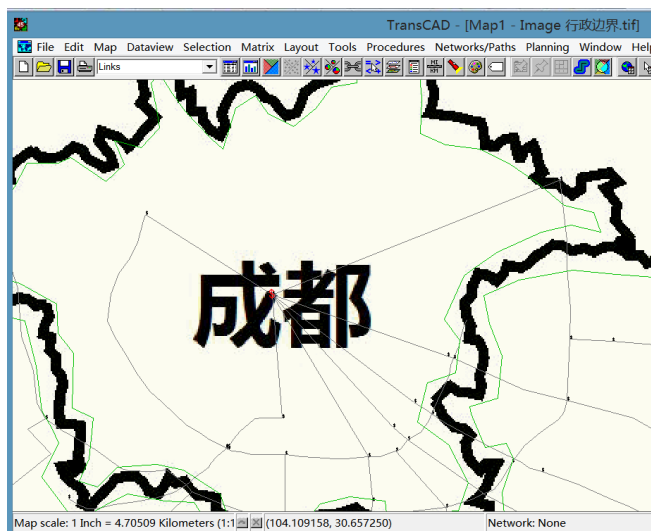 TransCAD - [Map1 - Image 行政边界.tif]
File Edit Map Dataview Selection Matrix Layout Tools Procedures Networks/Paths Planning Window Help
Links
成都
Map scale: 1 Inch = 4.70509 Kilometers (1:1
(104.109158, 30.657250)
Network: None